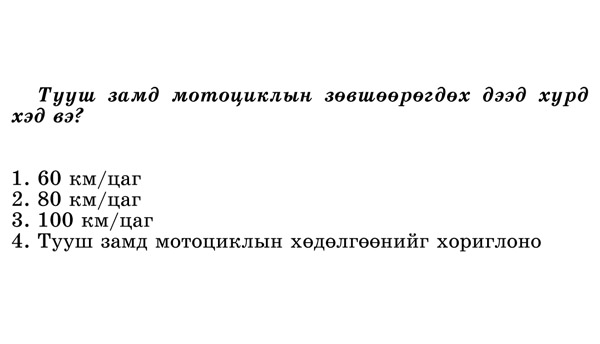 Тууш замд мотоциклын зөвшөөрөгдөх дээд хурд
хэд вэ?
1. 60 км/цаг
2. 80 км/цаг
3. 100 км/цаг
4. Тууш замд мотоциклын хөдөлгөөнийг хориглоно